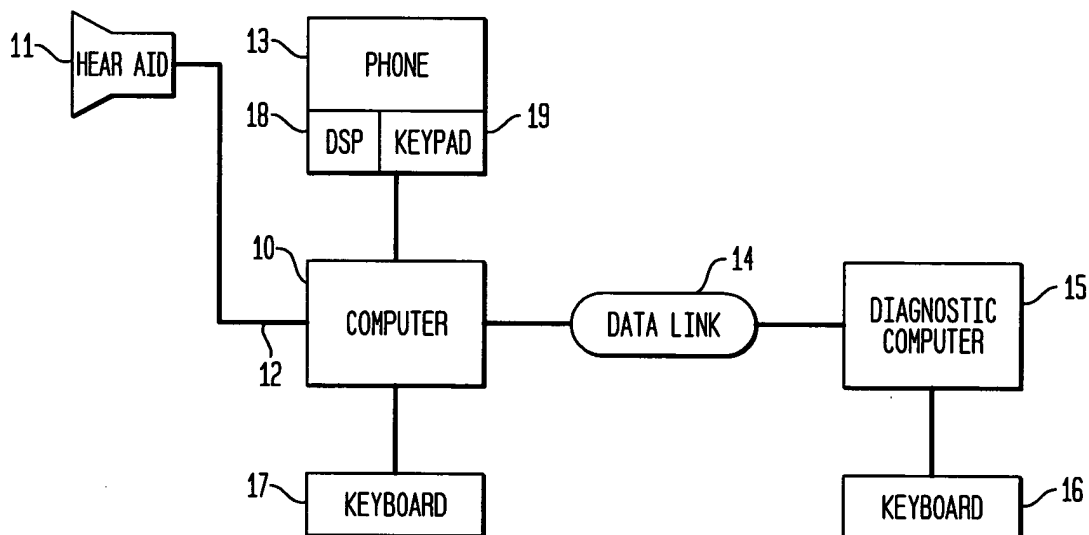 11
HEAR AID
13
PHONE
18
DSP
KEYPAD
19
10
COMPUTER
12
14
DATA LINK
15
DIAGNOSTIC
COMPUTER
17
KEYBOARD
16
KEYBOARD